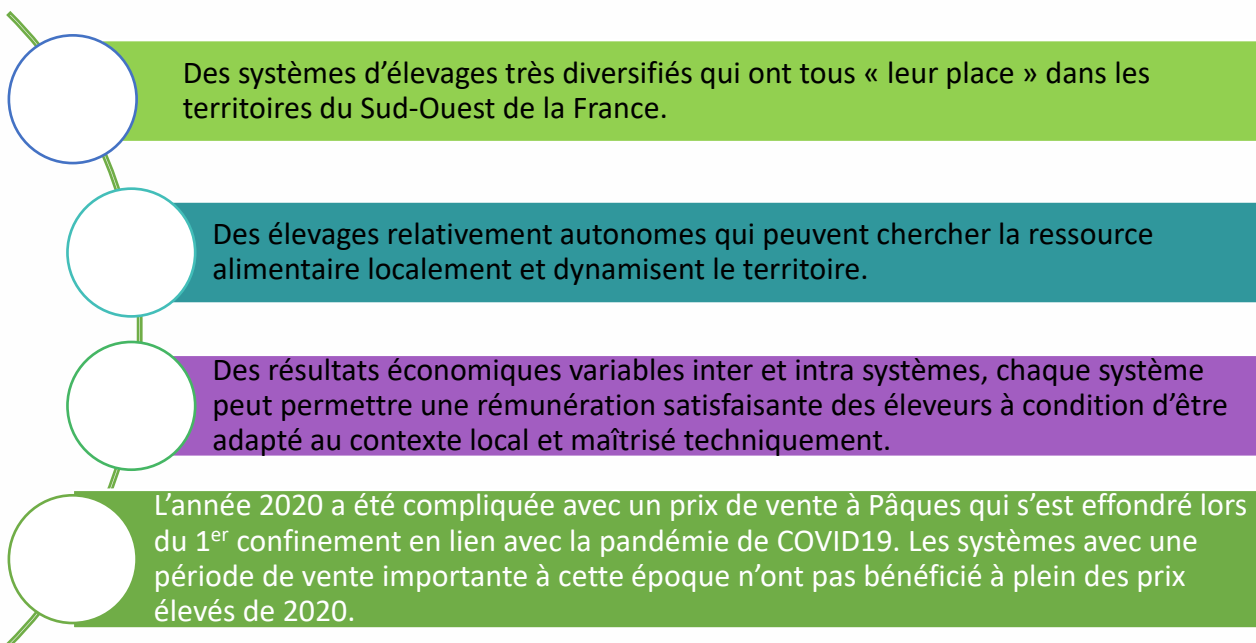 Des systèmes d’élevages très diversifiés qui ont tous « leur place » dans les
territoires du Sud-Ouest de la France.
Des élevages relativement autonomes qui peuvent chercher la ressource
alimentaire localement et dynamisent le territoire.
Des résultats économiques variables inter et intra systèmes, chaque système
peut permettre une rémunération satisfaisante des éleveurs à condition d’être
adapté au contexte local et maîtrisé techniquement.
L’année 2020 a été compliquée avec un prix de vente à Pâques qui s’est effondré lors
du 1er confinement en lien avec la pandémie de COVID19. Les systèmes avec une
période de vente importante à cette époque n’ont pas bénéficié à plein des prix
élevés de 2020.